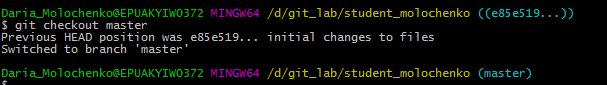 Daria_Molochenko@EPUAKYIW0372 MINGW64 /d/git_lab/student_molochenko ((e85e519...))
$ git checkout master
Previous HEAD position was e85e519... initial changes to files
Switched to branch 'master'
Daria_Molochenko@EPUAKYIW0372 MINGW64 /d/git_lab/student_molochenko (master)
$